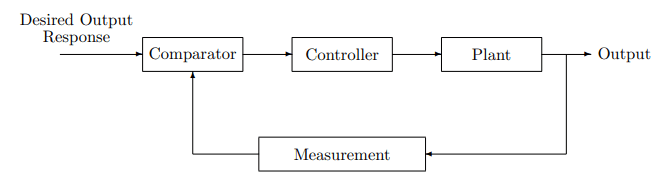 Desired Output
Response
Comparator
Controller
Plant
Output
Measurement